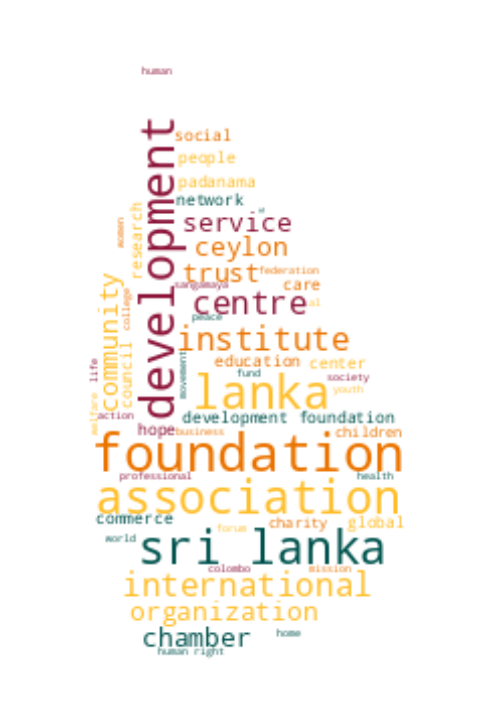 human
development
social
people
padanama
network
service
research
women
ceylon
trust
federation
sangamaya
care
centre
peace
community
college
institute
movement
education
center
fund
life
council
society
lanka
youth
action
welfare
development foundation
hope
business
children
foundation
professional
health
association
commerce
charity
global
forum
world
sri lanka
colombo
mission
international
organization
chamber
home
human right